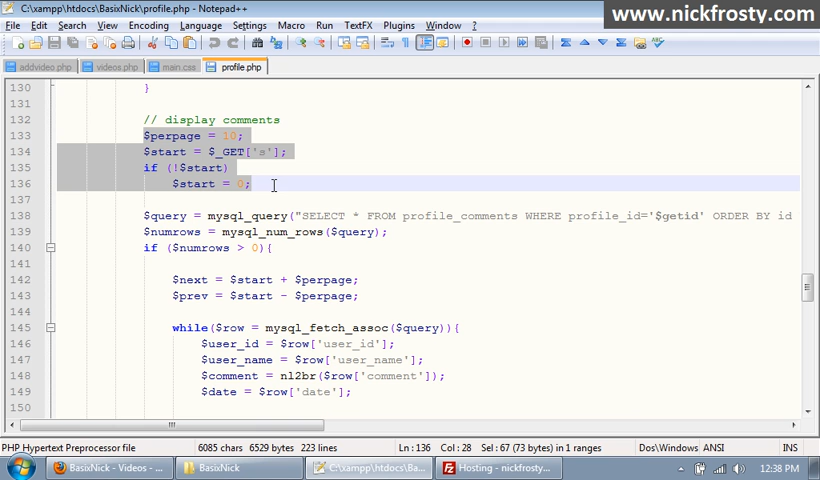 C:\xampp\htdocs\BasixNick\profile.php - Notepad++
www.nickfrosty.com
File Edit Search View Encoding Language Settings Macro Run TextFX Plugins Window ?
X
addvideo.php videos.php main.css profile.php
130 }
131
132 // display comments
133 $perpage = 10;
134 $start = $_GET['s'];
135 if (!$start)
136 $start = 0;
137
138 $query = mysql_query("SELECT * FROM profile_comments WHERE profile_id='$getid' ORDER BY id
139 $numrows = mysql_num_rows($query);
140 if ($numrows > 0){
141
142 $next = $start + $perpage;
143 $prev = $start - $perpage;
144
145 while($row = mysql_fetch_assoc($query)){
146 $user_id = $row['user_id'];
147 $user_name = $row['user_name'];
148 $comment = nl2br($row['comment']);
149 $date = $row['date'];
150
PHP Hypertext Preprocessor file 6085 chars 6529 bytes 223 lines Ln : 136 Col : 28 Sel : 67 (73 bytes) in 1 ranges Dos\Windows ANSI INS
BasixNick - Videos - ... BasixNick C:\xampp\htdocs\Ba... Hosting - nickfrosty... 12:38 PM